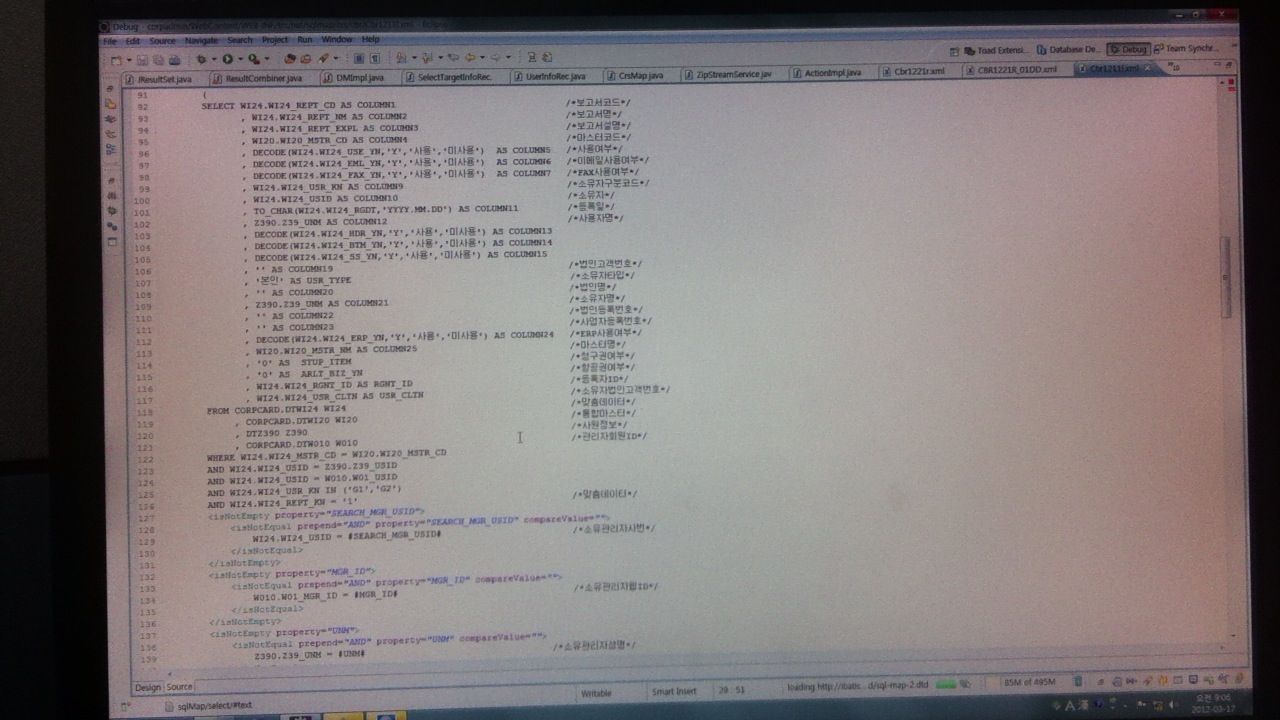 Debug - corpadmin/WebContent/WEB-INF/
File Edit Source Navigate Search Project Run Window Help
Toad Extensi... Database De... Debug Team Synchr...
IResultSet.java ResultCombiner.java DMImpl.java SelectTargetInfoRec. UserInfoRec.java CrsMap.java ZipStreamService.jav ActionImpl.java Cbr1221r.xml CBR1221R_01DD.xml Cbr1211l.xml
91 (
92 SELECT WI24.WI24_REPT_CD AS COLUMN1 /*보고서코드*/
93 , WI24.WI24_REPT_NM AS COLUMN2 /*보고서명*/
94 , WI24.WI24_REPT_EXPL AS COLUMN3 /*보고서설명*/
95 , WI20.WI20_MSTR_CD AS COLUMN4 /*마스터코드*/
96 , DECODE(WI24.WI24_USE_YN,'Y','사용','미사용') AS COLUMN5 /*사용여부*/
97 , DECODE(WI24.WI24_EML_YN,'Y','사용','미사용') AS COLUMN6 /*이메일사용여부*/
98 , DECODE(WI24.WI24_FAX_YN,'Y','사용','미사용') AS COLUMN7 /*FAX사용여부*/
99 , WI24.WI24_USR_KN AS COLUMN9 /*소유자구분코드*/
100 , WI24.WI24_USID AS COLUMN10 /*소유자*/
101 , TO_CHAR(WI24.WI24_RGDT,'YYYY.MM.DD') AS COLUMN11 /*등록일*/
102 , Z390.Z39_UNM AS COLUMN12 /*사용자명*/
103 , DECODE(WI24.WI24_HDR_YN,'Y','사용','미사용') AS COLUMN13
104 , DECODE(WI24.WI24_BTM_YN,'Y','사용','미사용') AS COLUMN14
105 , DECODE(WI24.WI24_SS_YN,'Y','사용','미사용') AS COLUMN15
106 , '' AS COLUMN19 /*법인고객번호*/
107 , '본인' AS USR_TYPE /*소유자타입*/
108 , '' AS COLUMN20 /*법인명*/
109 , Z390.Z39_UNM AS COLUMN21 /*소유자명*/
110 , '' AS COLUMN22 /*법인등록번호*/
111 , '' AS COLUMN23 /*사업자등록번호*/
112 , DECODE(WI24.WI24_ERP_YN,'Y','사용','미사용') AS COLUMN24 /*ERP사용여부*/
113 , WI20.WI20_MSTR_NM AS COLUMN25 /*마스터명*/
114 , '0' AS STUP_ITEM /*청구권여부*/
115 , '0' AS ARLT_BIZ_YN /*항공권여부*/
116 , WI24.WI24_RGNT_ID AS RGNT_ID /*등록자ID*/
117 , WI24.WI24_USR_CLTN AS USR_CLTN /*소유자법인고객번호*/
118 FROM CORPCARD.DTWI24 WI24 /*맞춤데이터*/
119 , CORPCARD.DTWI20 WI20 /*통합마스터*/
120 , DTZ390 Z390 /*사원정보*/
121 , CORPCARD.DTW010 W010 /*관리자회원ID*/
122 WHERE WI24.WI24_MSTR_CD = WI20.WI20_MSTR_CD
123 AND WI24.WI24_USID = Z390.Z39_USID
124 AND WI24.WI24_USID = W010.W01_USID
125 AND WI24.WI24_USR_KN IN ('G1','G2')
126 AND WI24.WI24_REPT_KN = '1' /*맞춤데이터*/
127 <isNotEmpty property="SEARCH_MGR_USID">
128 <isNotEqual prepend="AND" property="SEARCH_MGR_USID" compareValue="">
129 WI24.WI24_USID = #SEARCH_MGR_USID# /*소유관리자사번*/
130 </isNotEqual>
131 </isNotEmpty>
132 <isNotEmpty property="MGR_ID">
133 <isNotEqual prepend="AND" property="MGR_ID" compareValue="">
134 W010.W01_MGR_ID = #MGR_ID# /*소유관리자웹ID*/
135 </isNotEqual>
136 </isNotEmpty>
137 <isNotEmpty property="UNM">
138 <isNotEqual prepend="AND" property="UNM" compareValue="">
139 Z390.Z39_UNM = #UNM# /*소유관리자성명*/
Design Source
Writable Smart Insert 29 : 51 loading http://ibatic...d/sql-map-2.dtd 85M of 495M
sqlMap/select/#text
오전 9:06
2012-03-17